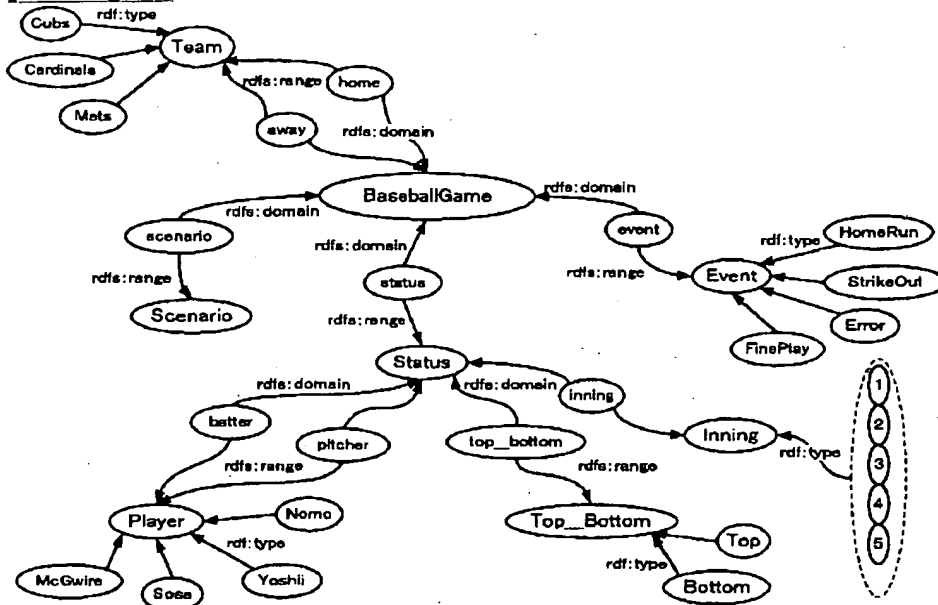 Cubs
rdf:type
Team
Cardinals
Mets
rdfs:range
home
away
rdfs:domain
BaseballGame
rdfs:domain
rdfs:domain
scenario
rdfs:domain
event
HomeRun
rdf:type
rdfs:range
status
rdfs:range
Event
StrikeOut
Scenario
rdfs:range
Error
FinePlay
Status
rdfs:domain
rdfs:domain
inning
1
batter
2
pitcher
top_bottom
Inning
rdf:type
rdfs:range
rdfs:range
3
4
Nomo
Player
Top_Bottom
Top
5
rdf:type
rdf:type
McGwire
Sosa
Yoshii
Bottom